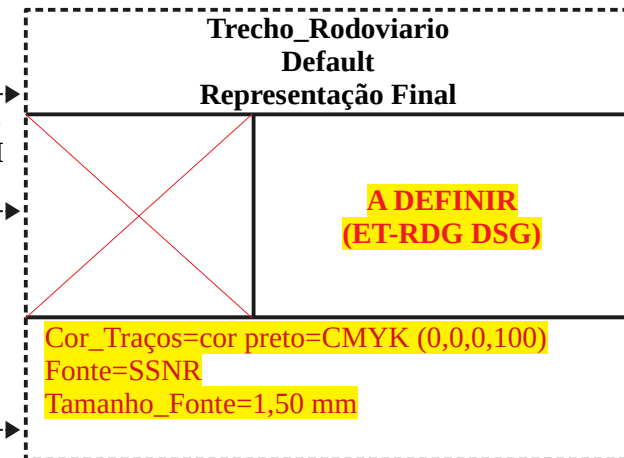 Trecho_Rodoviario
Default
Representação Final
A DEFINIR
(ET-RDG DSG)
Cor_Traços=cor preto=CMYK (0,0,0,100)
Fonte=SSNR
Tamanho_Fonte=1,50 mm